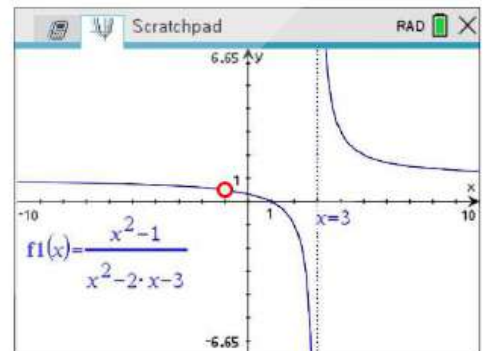 Scratchpad
RAD
6.65 y
1
x
-10
1
x=3
10
f1(x)=x²-1/x²-2·x-3
-6.65